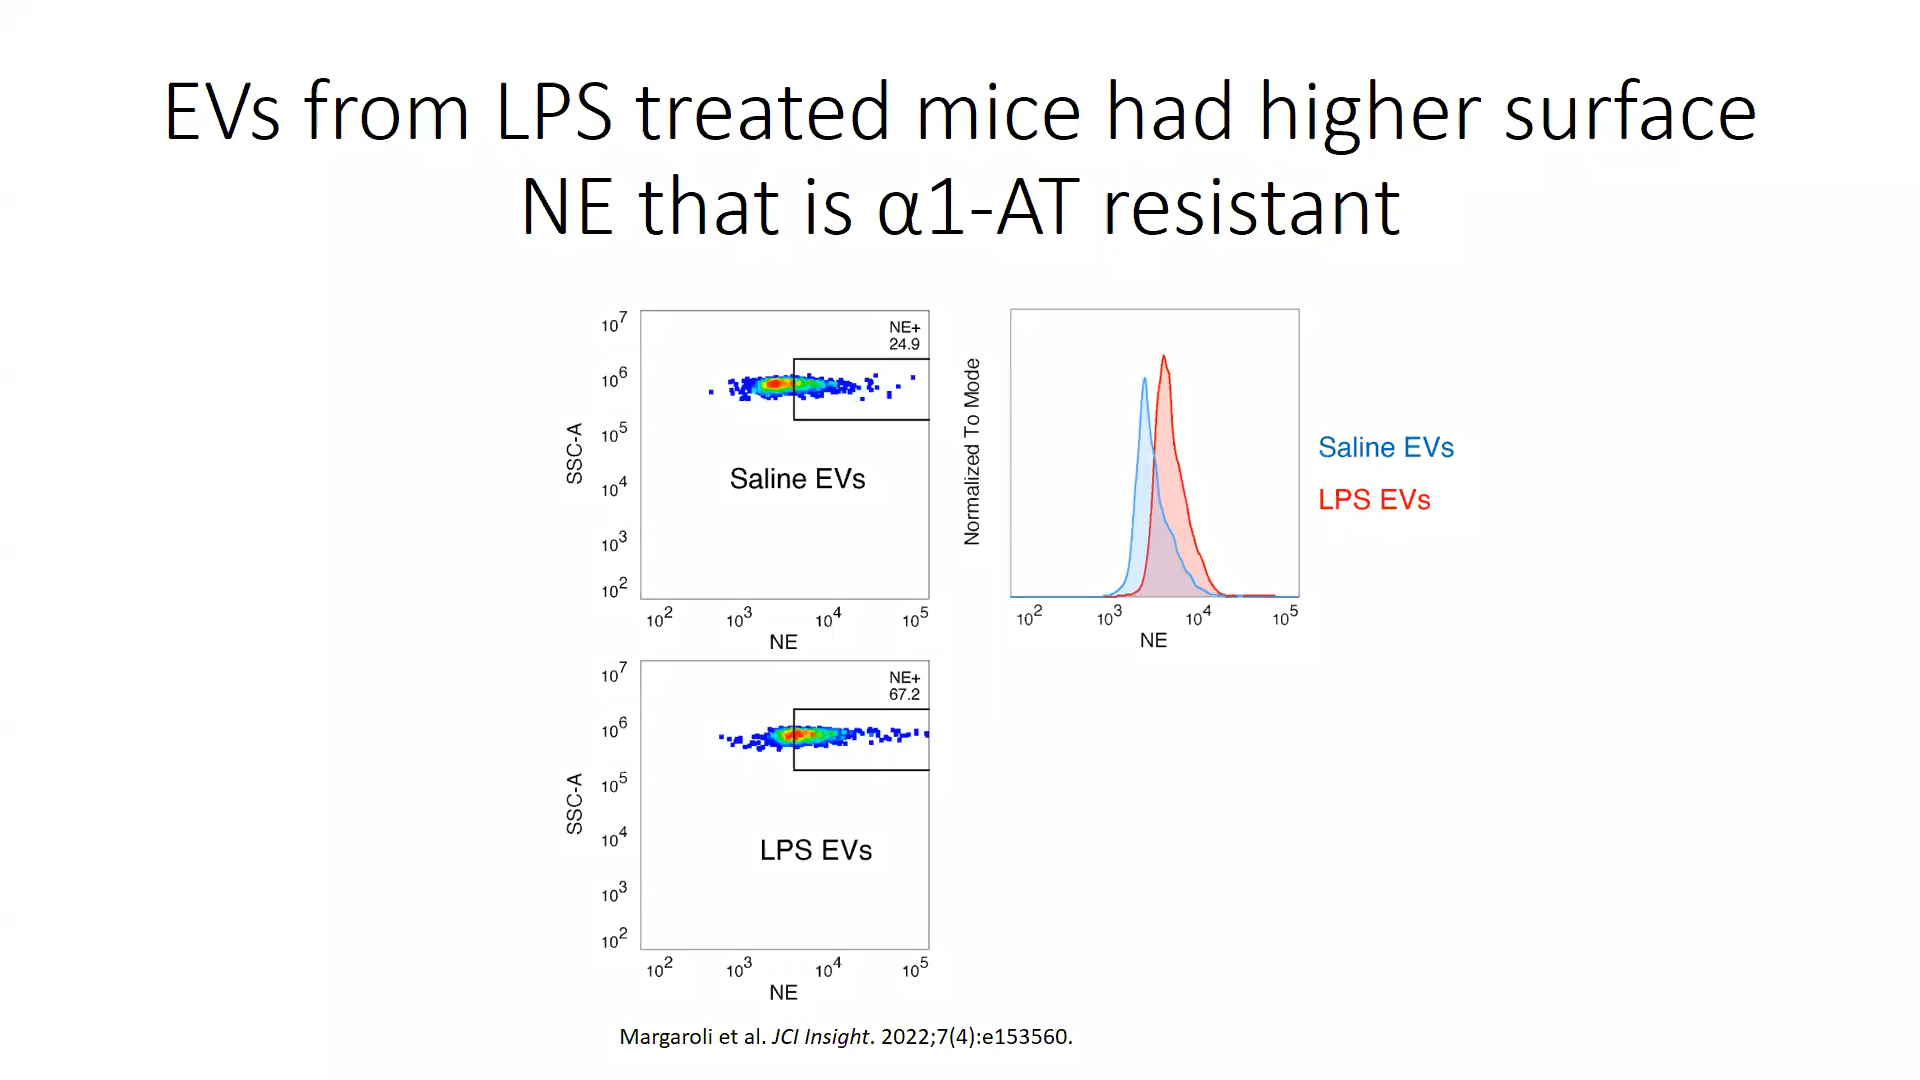 EVs from LPS treated mice had higher surface
NE that is α1-AT resistant
10^7
10^6
10^5
10^4
10^3
10^2
SSC-A
NE+
24.9
Saline EVs
10^2 10^3 10^4 10^5
NE
Normalized To Mode
10^2 10^3 10^4 10^5
NE
Saline EVs
LPS EVs
10^7
10^6
10^5
10^4
10^3
10^2
SSC-A
NE+
67.2
LPS EVs
10^2 10^3 10^4 10^5
NE
Margaroli et al. JCI Insight. 2022;7(4):e153560.